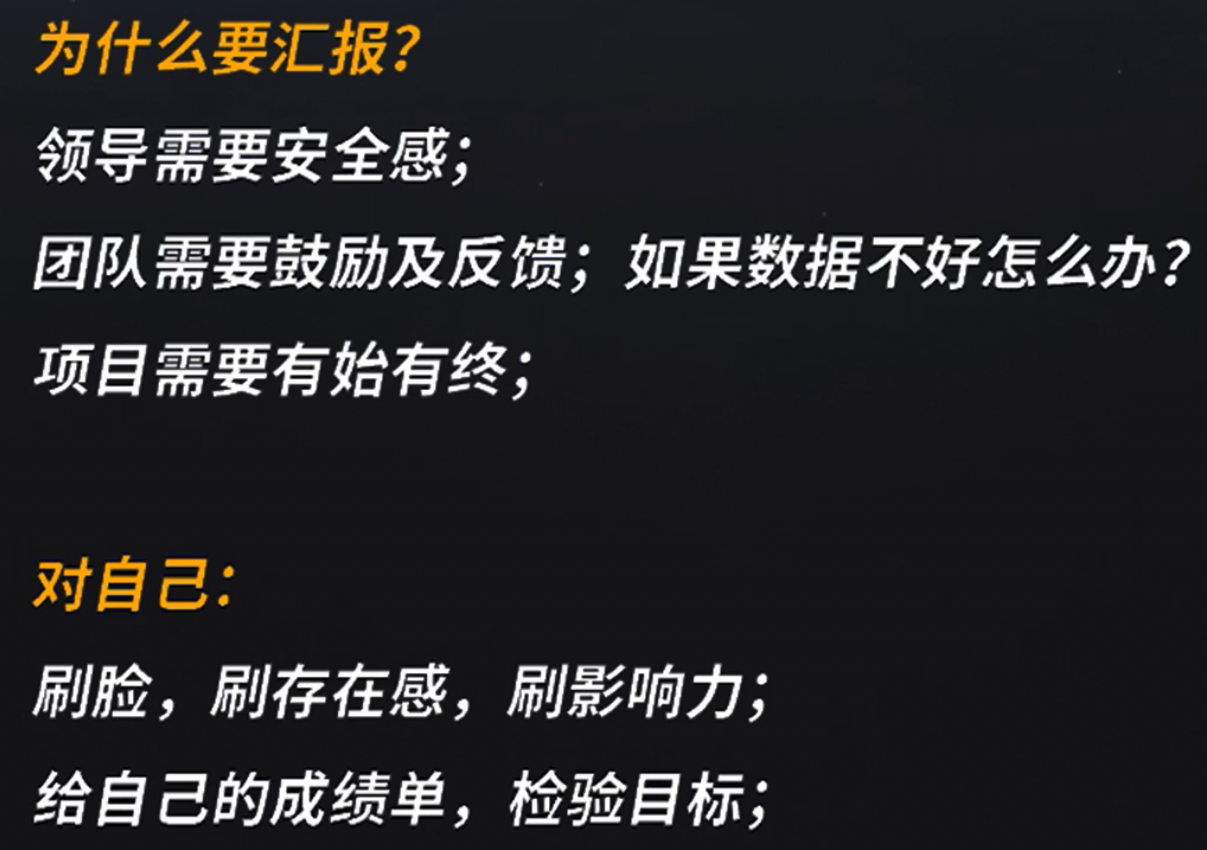 为什么要汇报？
领导需要安全感；
团队需要鼓励及反馈；如果数据不好怎么办？
项目需要有始有终；
对自己：
刷脸，刷存在感，刷影响力；
给自己的成绩单，检验目标；